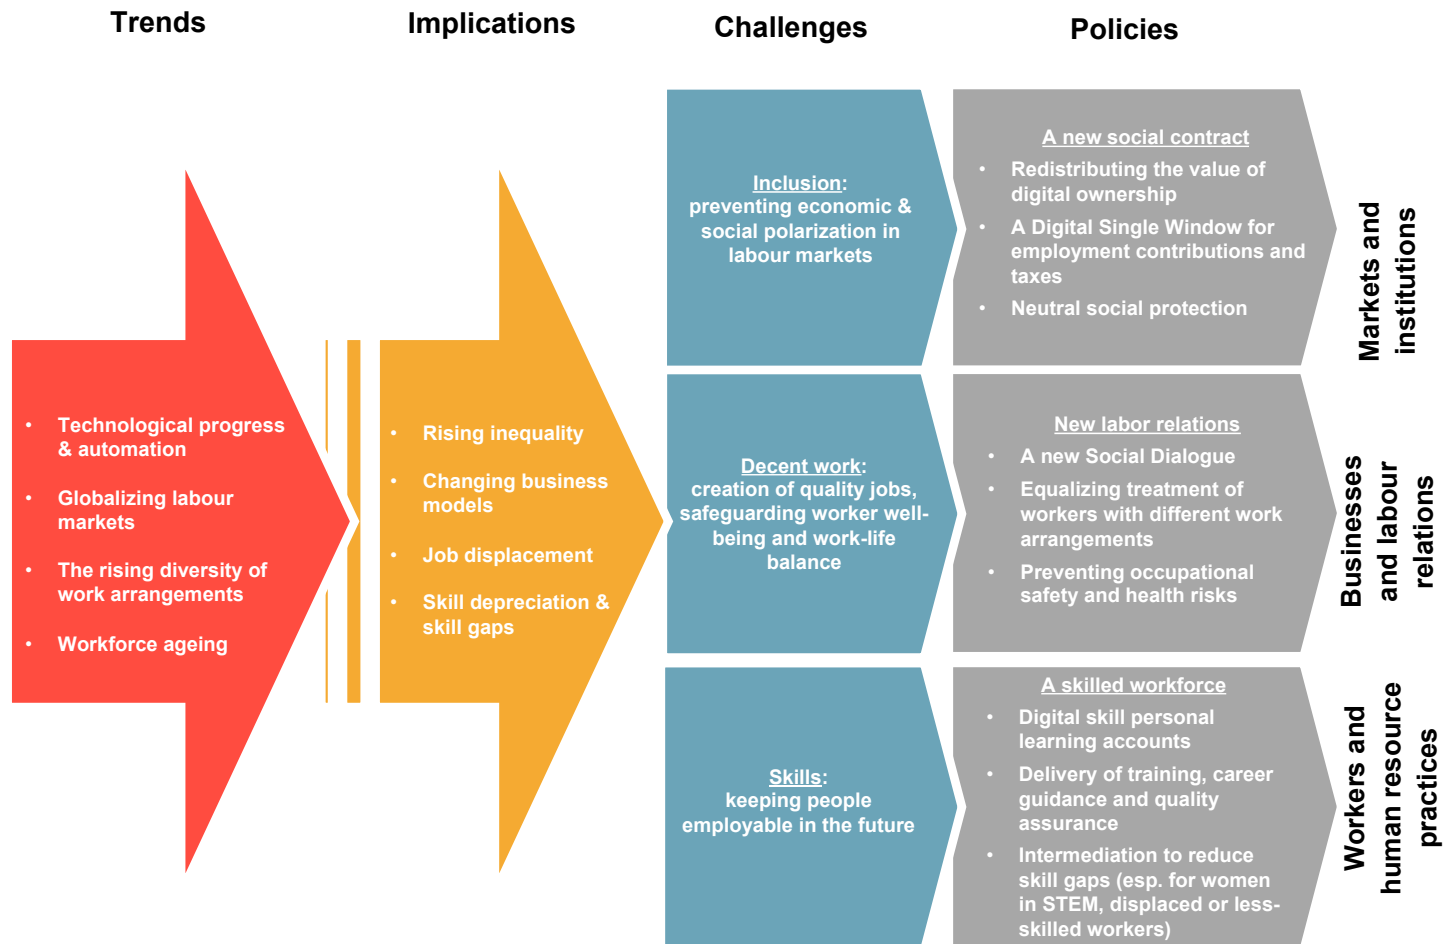 Trends
Implications
Challenges
Policies
• Technological progress
& automation
• Globalizing labour
markets
• The rising diversity of
work arrangements
• Workforce ageing
• Rising inequality
• Changing business
models
• Job displacement
• Skill depreciation &
skill gaps
Inclusion:
preventing economic &
social polarization in
labour markets
A new social contract
• Redistributing the value of
digital ownership
• A Digital Single Window for
employment contributions and
taxes
• Neutral social protection
Markets and
institutions
Decent work:
creation of quality jobs,
safeguarding worker well-
being and work-life
balance
New labor relations
• A new Social Dialogue
• Equalizing treatment of
workers with different work
arrangements
• Preventing occupational
safety and health risks
Businesses
and labour
relations
Skills:
keeping people
employable in the future
A skilled workforce
• Digital skill personal
learning accounts
• Delivery of training, career
guidance and quality
assurance
• Intermediation to reduce
skill gaps (esp. for women
in STEM, displaced or less-
skilled workers)
Workers and
human resource
practices